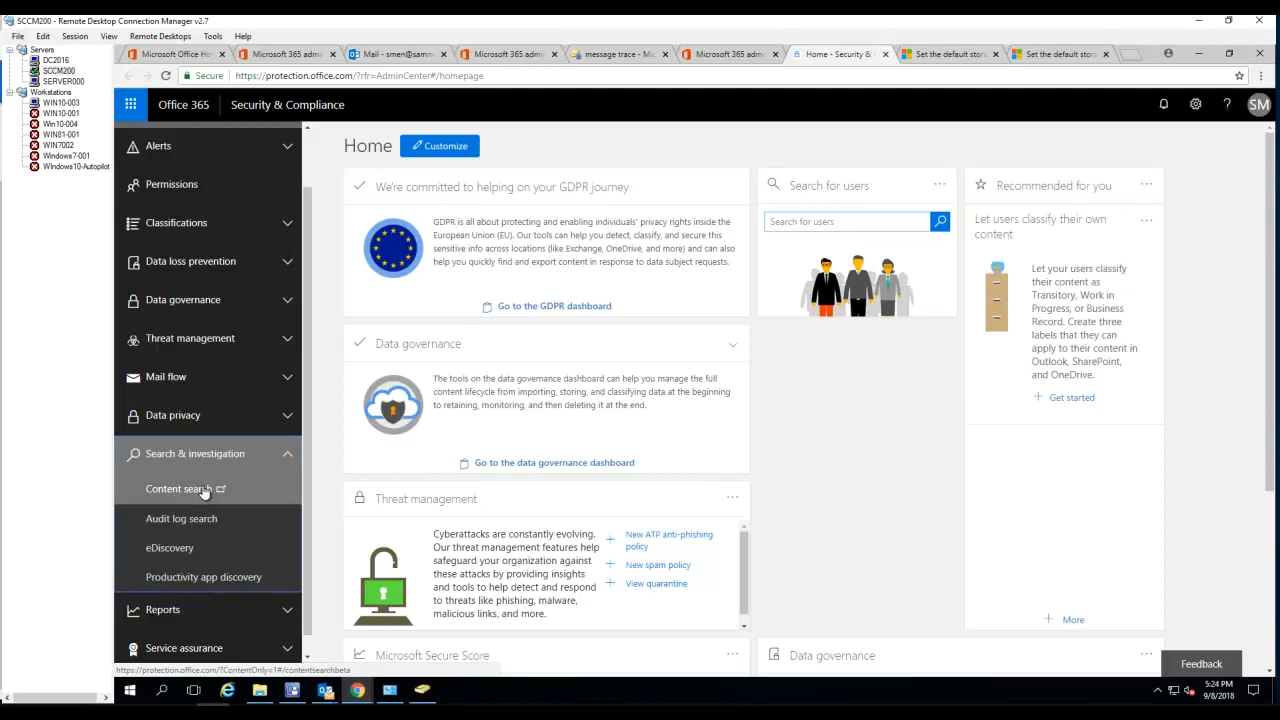 SCCM200 - Remote Desktop Connection Manager v2.7
File Session View Remote Desktops Tools Help
Servers
DC2016
SCCM200
SERVER000
Workstations
WIN10-003
WIN10-001
Win10-004
WIN81-001
WIN7002
Windows7-001
Windows10-Autopilot
Microsoft Office Ho
Microsoft 365 admi
Mail - smen@samm
Microsoft 365 admi
message trace - Mi
Microsoft 365 admi
Home - Security &
Set the default stor
Set the default stor
Secure https://protection.office.com/?rfr=AdminCenter#/homepage
Office 365 Security & Compliance
? SM
Alerts
Permissions
Classifications
Data loss prevention
Data governance
Threat management
Mail flow
Data privacy
Search & investigation
Content search
Audit log search
eDiscovery
Productivity app discovery
Reports
Service assurance
https://protection.office.com/?ContentOnly=1#/contentsearchbeta
Home Customize
We're committed to helping on your GDPR journey
GDPR is all about protecting and enabling individuals' privacy rights inside the
European Union (EU). Our tools can help you detect, classify, and secure this
sensitive info across locations (like Exchange, OneDrive, and more) and can also
help you quickly find and export content in response to data subject requests.
Go to the GDPR dashboard
Data governance
The tools on the data governance dashboard can help you manage the full
content lifecycle from importing, storing, and classifying data at the beginning
to retaining, monitoring, and then deleting it at the end.
Go to the data governance dashboard
Threat management
Cyberattacks are constantly evolving.
Our threat management features help
safeguard your organization against
these attacks by providing insights
and tools to help detect and respond
to threats like phishing, malware,
malicious links, and more.
New ATP anti-phishing
policy
New spam policy
View quarantine
Microsoft Secure Score
Search for users
Search for users
Data governance
Recommended for you
Let users classify their own
content
Let your users classify
their content as
Transitory, Work in
Progress, or Business
Record. Create three
labels that they can
apply to their content in
Outlook, SharePoint,
and OneDrive.
Get started
More
Feedback
5:24 PM
9/8/2018